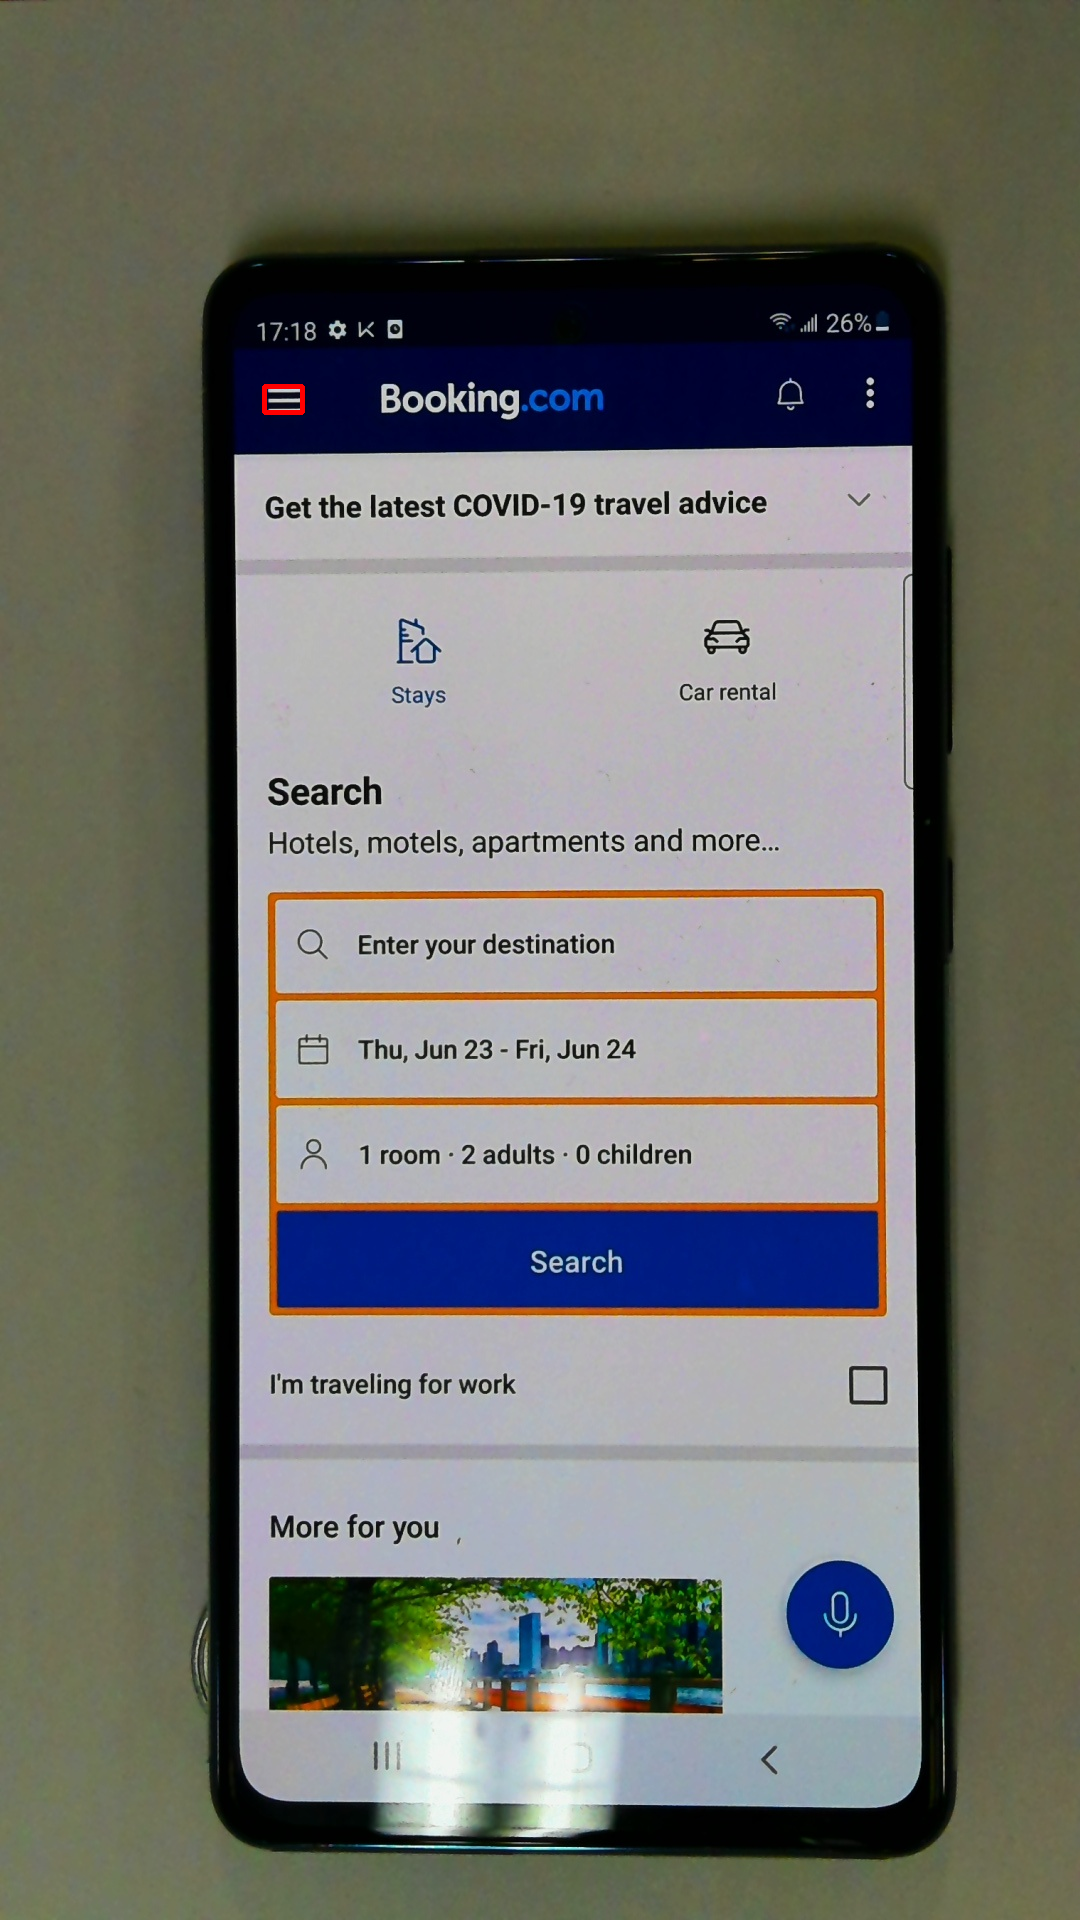 17:18 26%
Booking.com
Get the latest COVID-19 travel advice
Stays Car rental
Search
Hotels, motels, apartments and more...
Enter your destination
Thu, Jun 23 - Fri, Jun 24
1 room · 2 adults · 0 children
Search
I'm traveling for work
More for you